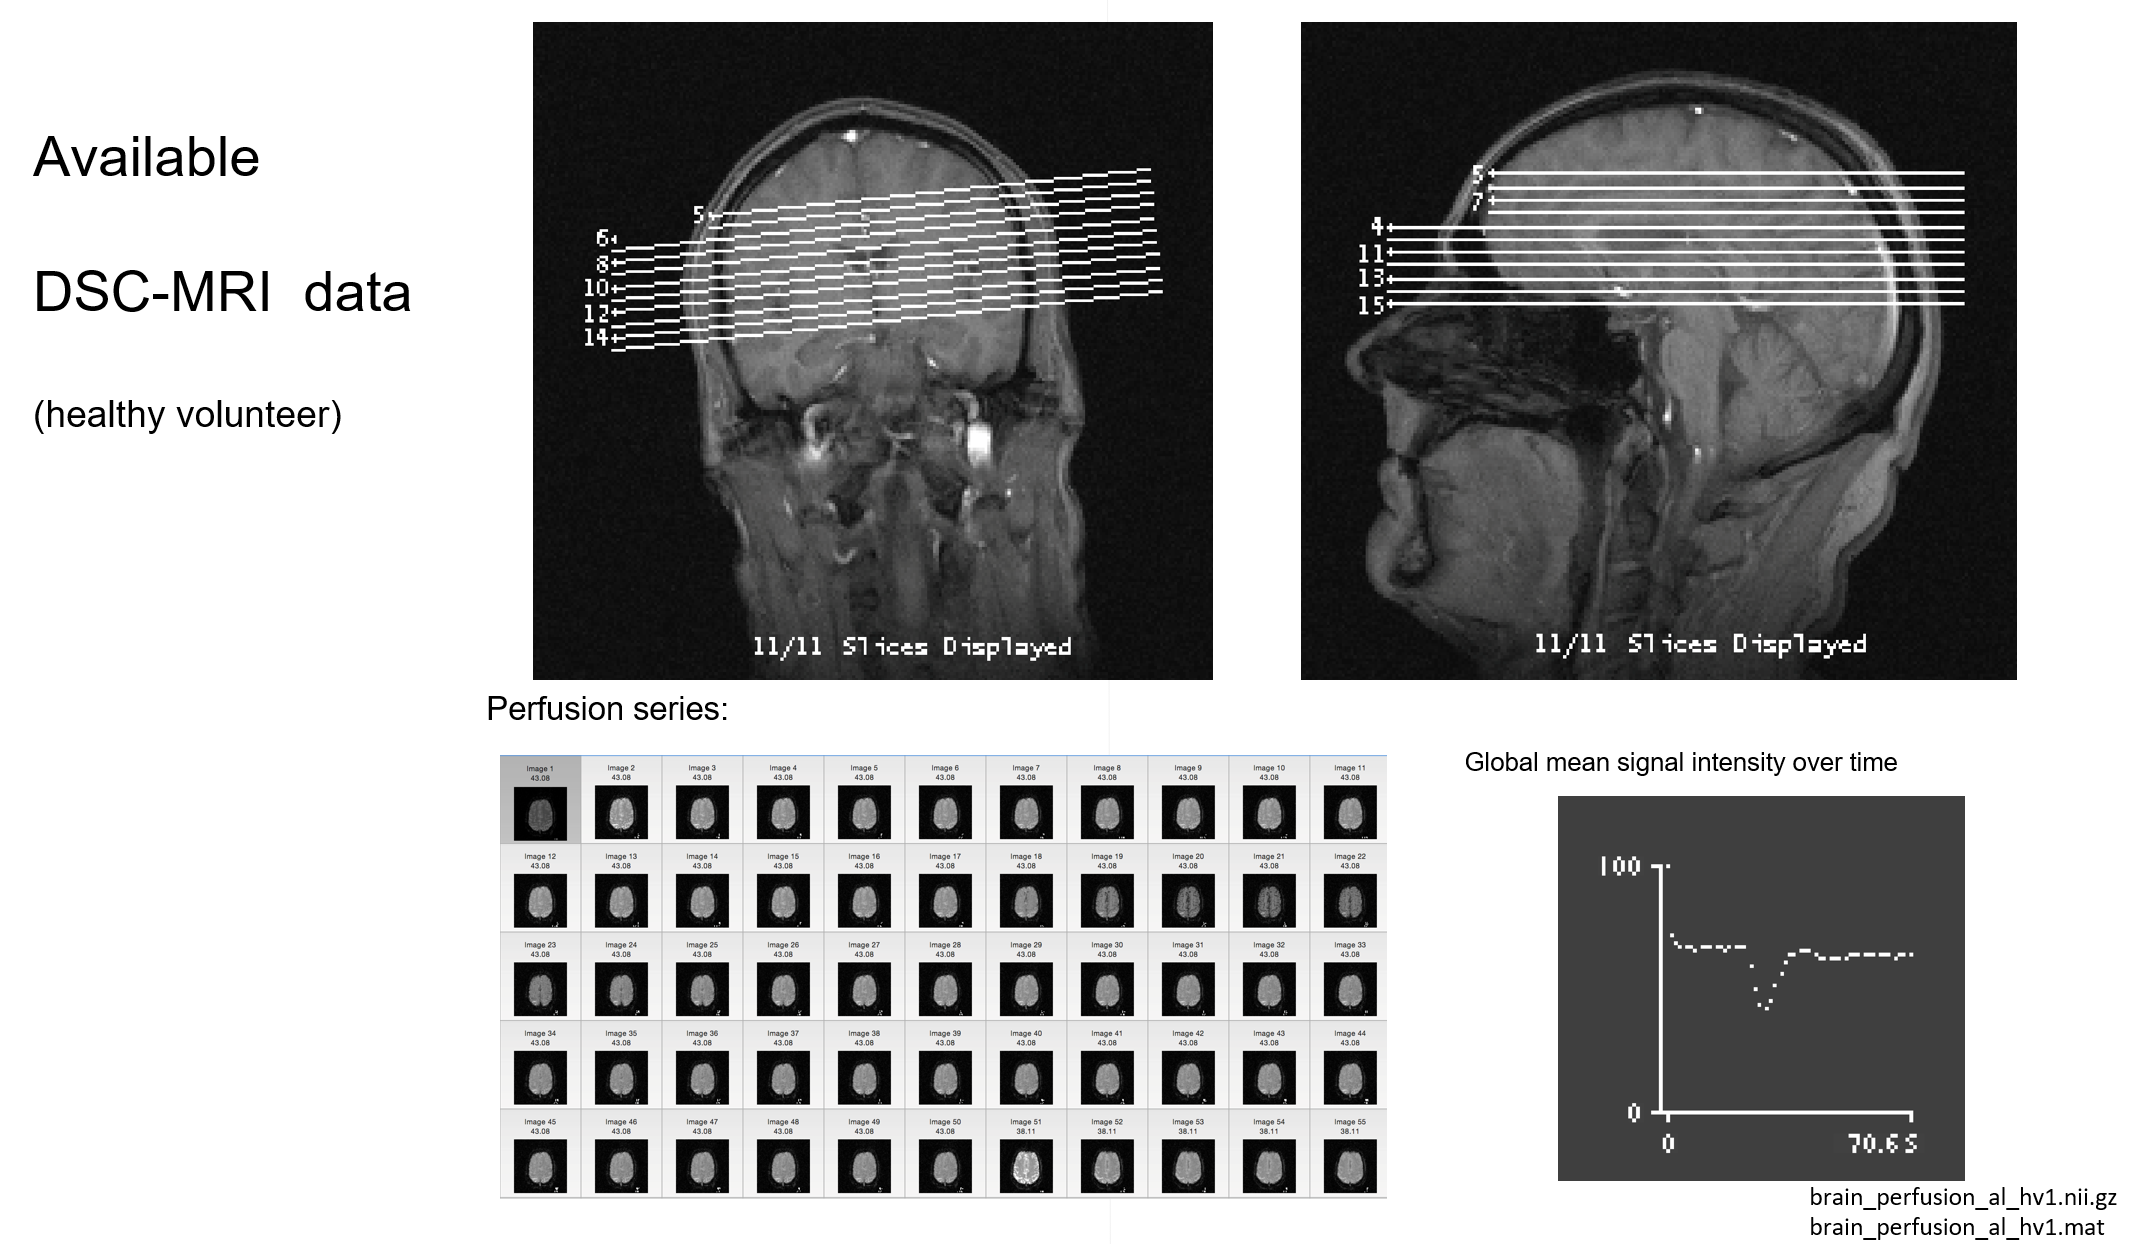 Available
DSC-MRI  data
(healthy volunteer)
5
6
8
10
12
14
11/11 Slices Displayed
5
7
4
11
13
15
11/11 Slices Displayed
Perfusion series:
Image 1 Image 2 Image 3 Image 4 Image 5 Image 6 Image 7 Image 8 Image 9 Image 10 Image 11
43.08 43.08 43.08 43.08 43.08 43.08 43.08 43.08 43.08 43.08 43.08
Image 12 Image 13 Image 14 Image 15 Image 16 Image 17 Image 18 Image 19 Image 20 Image 21 Image 22
43.08 43.08 43.08 43.08 43.08 43.08 43.08 43.08 43.08 43.08 43.08
Image 23 Image 24 Image 25 Image 26 Image 27 Image 28 Image 29 Image 30 Image 31 Image 32 Image 33
43.08 43.08 43.08 43.08 43.08 43.08 43.08 43.08 43.08 43.08 43.08
Image 34 Image 35 Image 36 Image 37 Image 38 Image 39 Image 40 Image 41 Image 42 Image 43 Image 44
43.08 43.08 43.08 43.08 43.08 43.08 43.08 43.08 43.08 43.08 43.08
Image 45 Image 46 Image 47 Image 48 Image 49 Image 50 Image 51 Image 52 Image 53 Image 54 Image 55
43.08 43.08 43.08 43.08 43.08 43.08 38.11 38.11 38.11 38.11 38.11
Global mean signal intensity over time
100
0
0 70.6S
brain_perfusion_al_hv1.nii.gz
brain_perfusion_al_hv1.mat